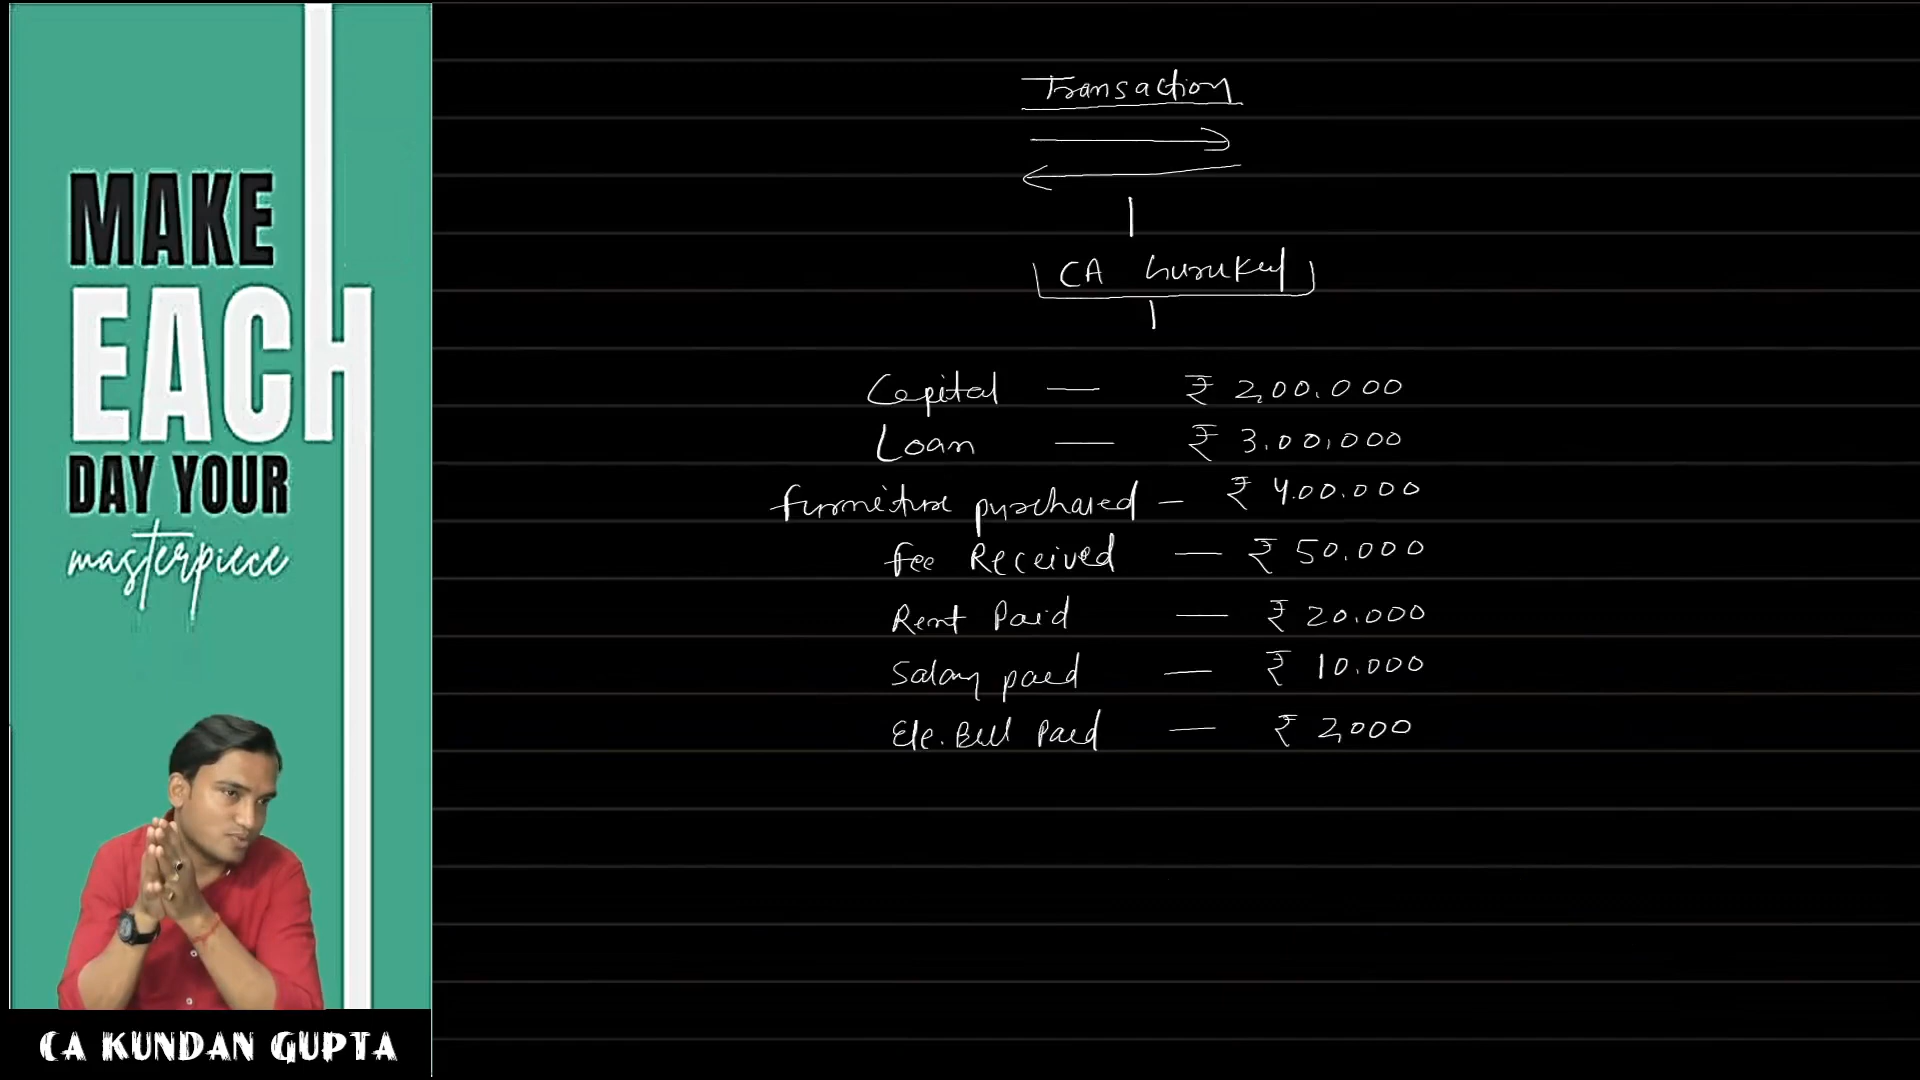 MAKE
EACH
DAY YOUR
masterpiece
CA KUNDAN GUPTA
Transaction
CA Gurukul
Capital — ₹ 2,00,000
Loan — ₹ 3,00,000
furniture purchased — ₹ 4,00,000
fee Received — ₹ 50,000
Rent Paid — ₹ 20,000
Salary paid — ₹ 10,000
Ele. Bill Paid — ₹ 2,000